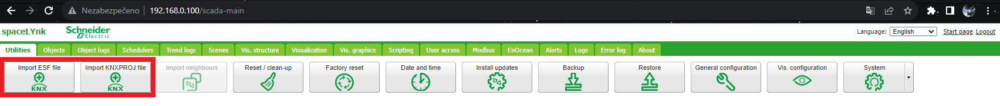 Nezabezpečeno 192.168.0.100/scada-main
spaceLYnk Schneider Electric Language: English Start page Logout
Utilities Objects Object logs Schedulers Trend logs Scenes Vis. structure Visualization Vis. graphics Scripting User access Modbus EnOcean Alerts Logs Error log About
Import ESF file Import KNXPROJ file Import neighbours Reset / clean-up Factory reset Date and time Install updates Backup Restore General configuration Vis. configuration System
KNX KNX